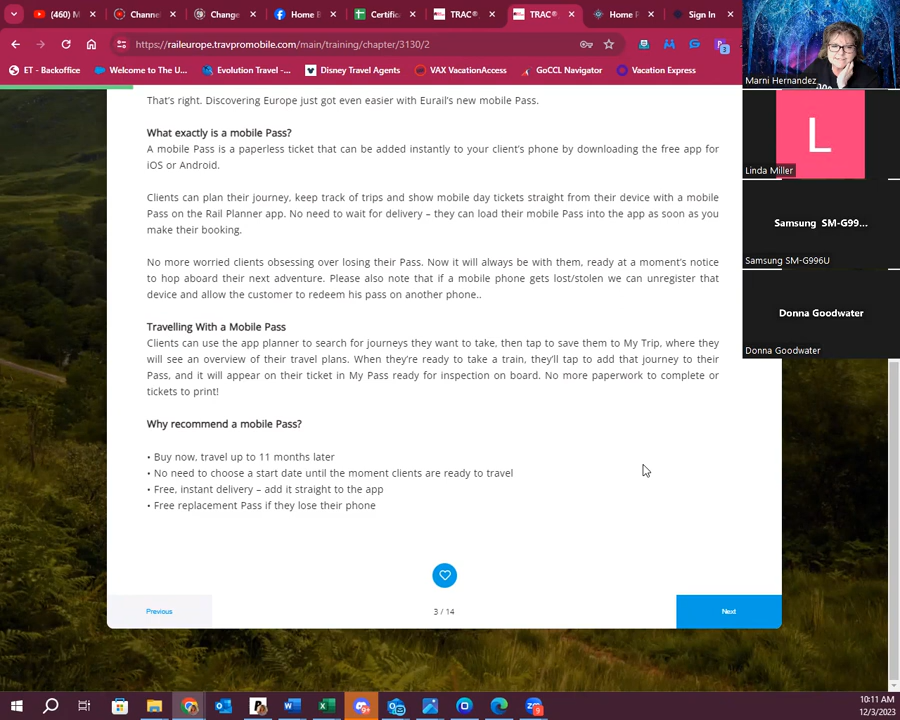 (460) M
Channel
Change
Home B
Certific
TRAC®
TRAC®
Home P
Sign In
https://raileurope.travpromobile.com/main/training/chapter/3130/2
ET - Backoffice
Welcome to The U...
Evolution Travel -...
Disney Travel Agents
VAX VacationAccess
GoCCL Navigator
Vacation Express
That's right. Discovering Europe just got even easier with Eurail's new mobile Pass.
What exactly is a mobile Pass?
A mobile Pass is a paperless ticket that can be added instantly to your client's phone by downloading the free app for
iOS or Android.
Clients can plan their journey, keep track of trips and show mobile day tickets straight from their device with a mobile
Pass on the Rail Planner app. No need to wait for delivery – they can load their mobile Pass into the app as soon as you
make their booking.
No more worried clients obsessing over losing their Pass. Now it will always be with them, ready at a moment's notice
to hop aboard their next adventure. Please also note that if a mobile phone gets lost/stolen we can unregister that
device and allow the customer to redeem his pass on another phone..
Travelling With a Mobile Pass
Clients can use the app planner to search for journeys they want to take, then tap to save them to My Trip, where they
will see an overview of their travel plans. When they're ready to take a train, they'll tap to add that journey to their
Pass, and it will appear on their ticket in My Pass ready for inspection on board. No more paperwork to complete or
tickets to print!
Why recommend a mobile Pass?
• Buy now, travel up to 11 months later
• No need to choose a start date until the moment clients are ready to travel
• Free, instant delivery – add it straight to the app
• Free replacement Pass if they lose their phone
Previous
3 / 14
Next
Marni Hernandez
L
Linda Miller
Samsung SM-G99...
Samsung SM-G996U
Donna Goodwater
Donna Goodwater
10:11 AM
12/3/2023